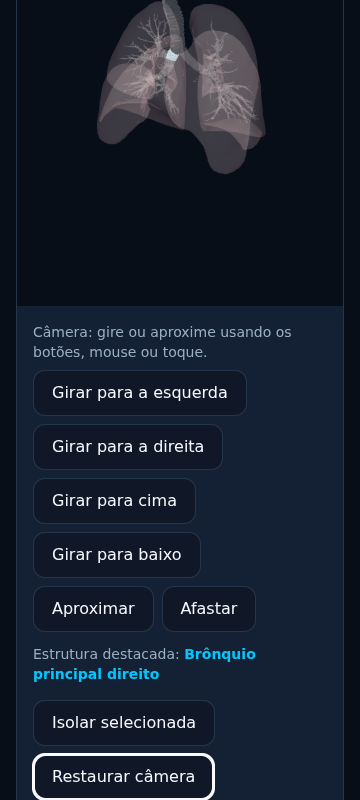 Câmera: gire ou aproxime usando os
botões, mouse ou toque.
Girar para a esquerda
Girar para a direita
Girar para cima
Girar para baixo
Aproximar Afastar
Estrutura destacada: Brônquio
principal direito
Isolar selecionada
Restaurar câmera